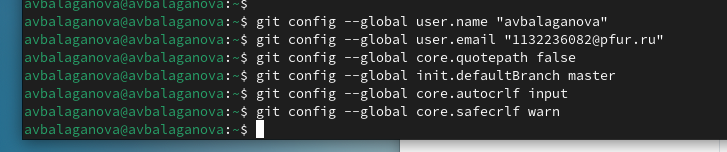 avbalaganova@avbalaganova:~$
avbalaganova@avbalaganova:~$ git config --global user.name "avbalaganova"
avbalaganova@avbalaganova:~$ git config --global user.email "1132236082@pfur.ru"
avbalaganova@avbalaganova:~$ git config --global core.quotepath false
avbalaganova@avbalaganova:~$ git config --global init.defaultBranch master
avbalaganova@avbalaganova:~$ git config --global core.autocrlf input
avbalaganova@avbalaganova:~$ git config --global core.safecrlf warn
avbalaganova@avbalaganova:~$